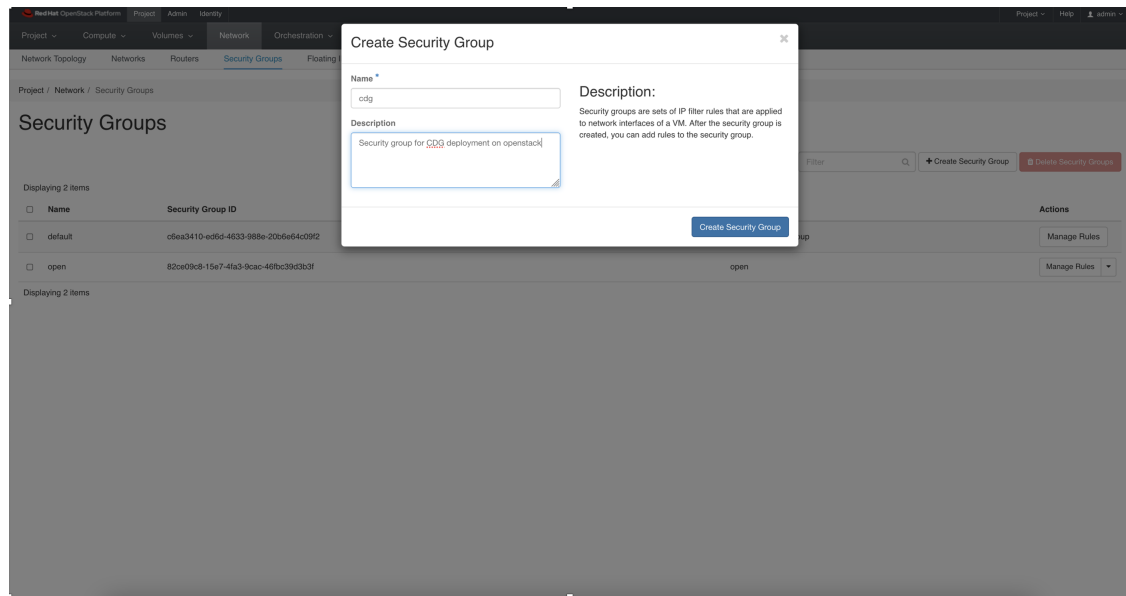 Red Hat OpenStack Platform Project Admin Identity Project Help admin
Project Compute Volumes Network Orchestration
Network Topology Networks Routers Security Groups Floating I
Project / Network / Security Groups
Security Groups
Create Security Group
Name *
cdg
Description
Security group for CDG deployment on openstack
Description:
Security groups are sets of IP filter rules that are applied
to network interfaces of a VM. After the security group is
created, you can add rules to the security group.
Create Security Group
Filter + Create Security Group Delete Security Groups
Displaying 2 items
Name Security Group ID Actions
default c6ea3410-ed6d-4633-988e-20b6e64c09f2 Manage Rules
open 82ce09c8-15e7-4fa3-9cac-46fbc39d3b3f open Manage Rules
Displaying 2 items